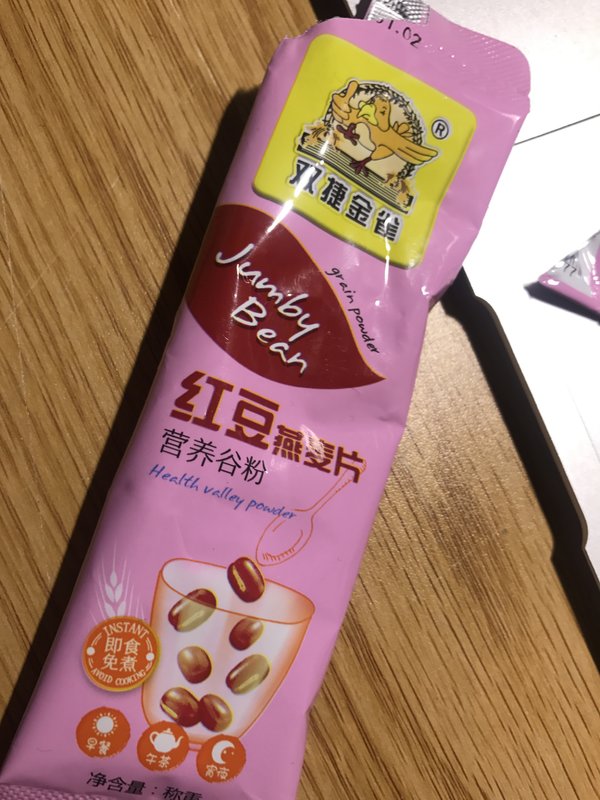 01.02
®
双捷金雀
Jumby
Bean
grain powder
红豆燕麦片
营养谷粉
Health valley powder
INSTANT
即食
免煮
AVOID COOKING
早餐
午茶
宵夜
净含量:称重